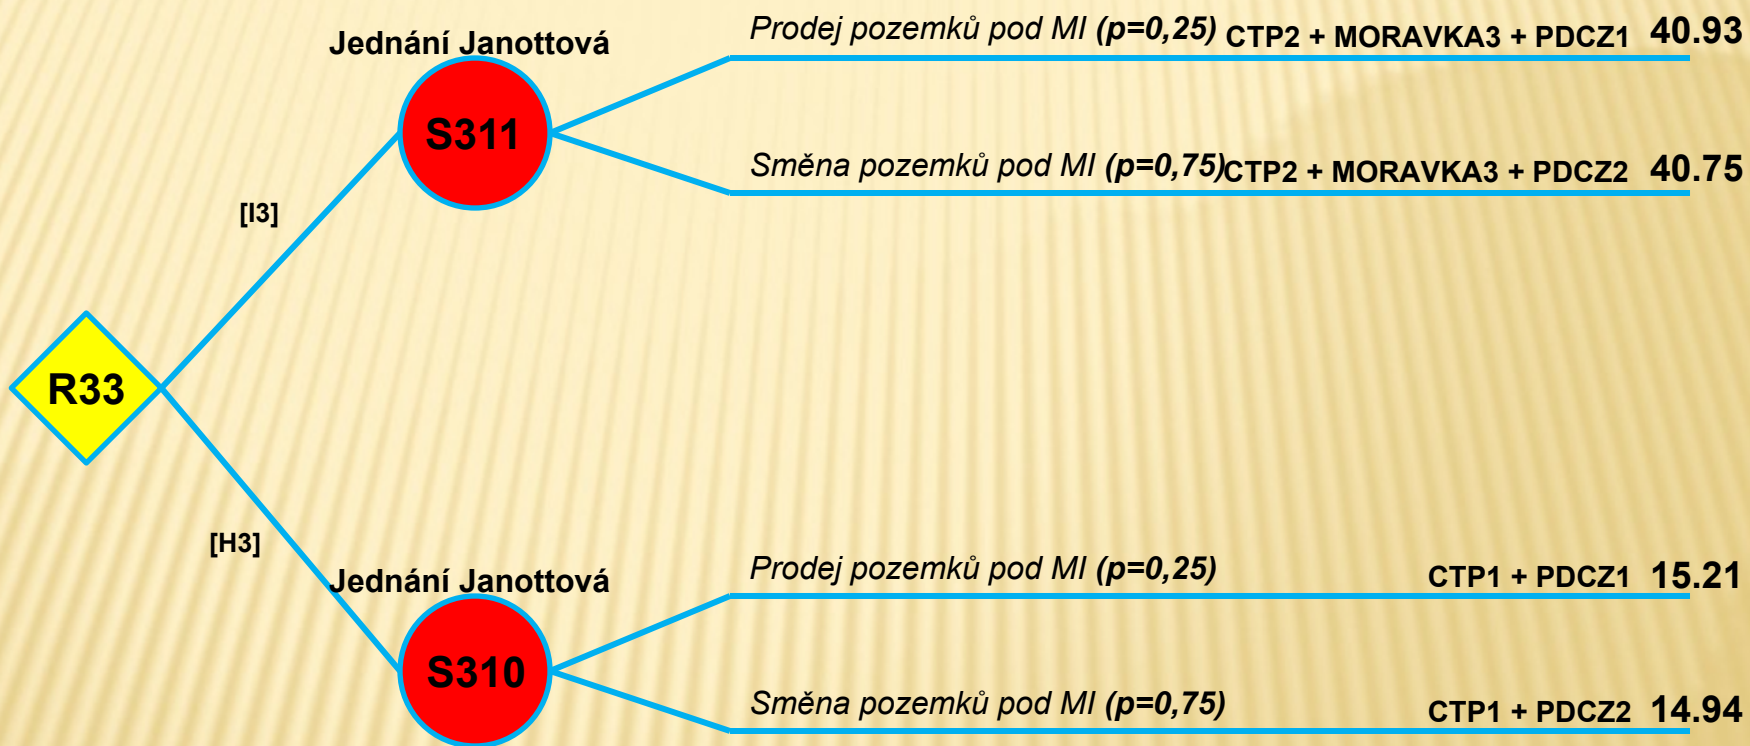 Jednání Janottová
S311
Prodej pozemků pod MI (p=0,25) CTP2 + MORAVKA3 + PDCZ1 40.93
Směna pozemků pod MI (p=0,75) CTP2 + MORAVKA3 + PDCZ2 40.75
[I3]
R33
[H3]
Jednání Janottová
S310
Prodej pozemků pod MI (p=0,25) CTP1 + PDCZ1 15.21
Směna pozemků pod MI (p=0,75) CTP1 + PDCZ2 14.94